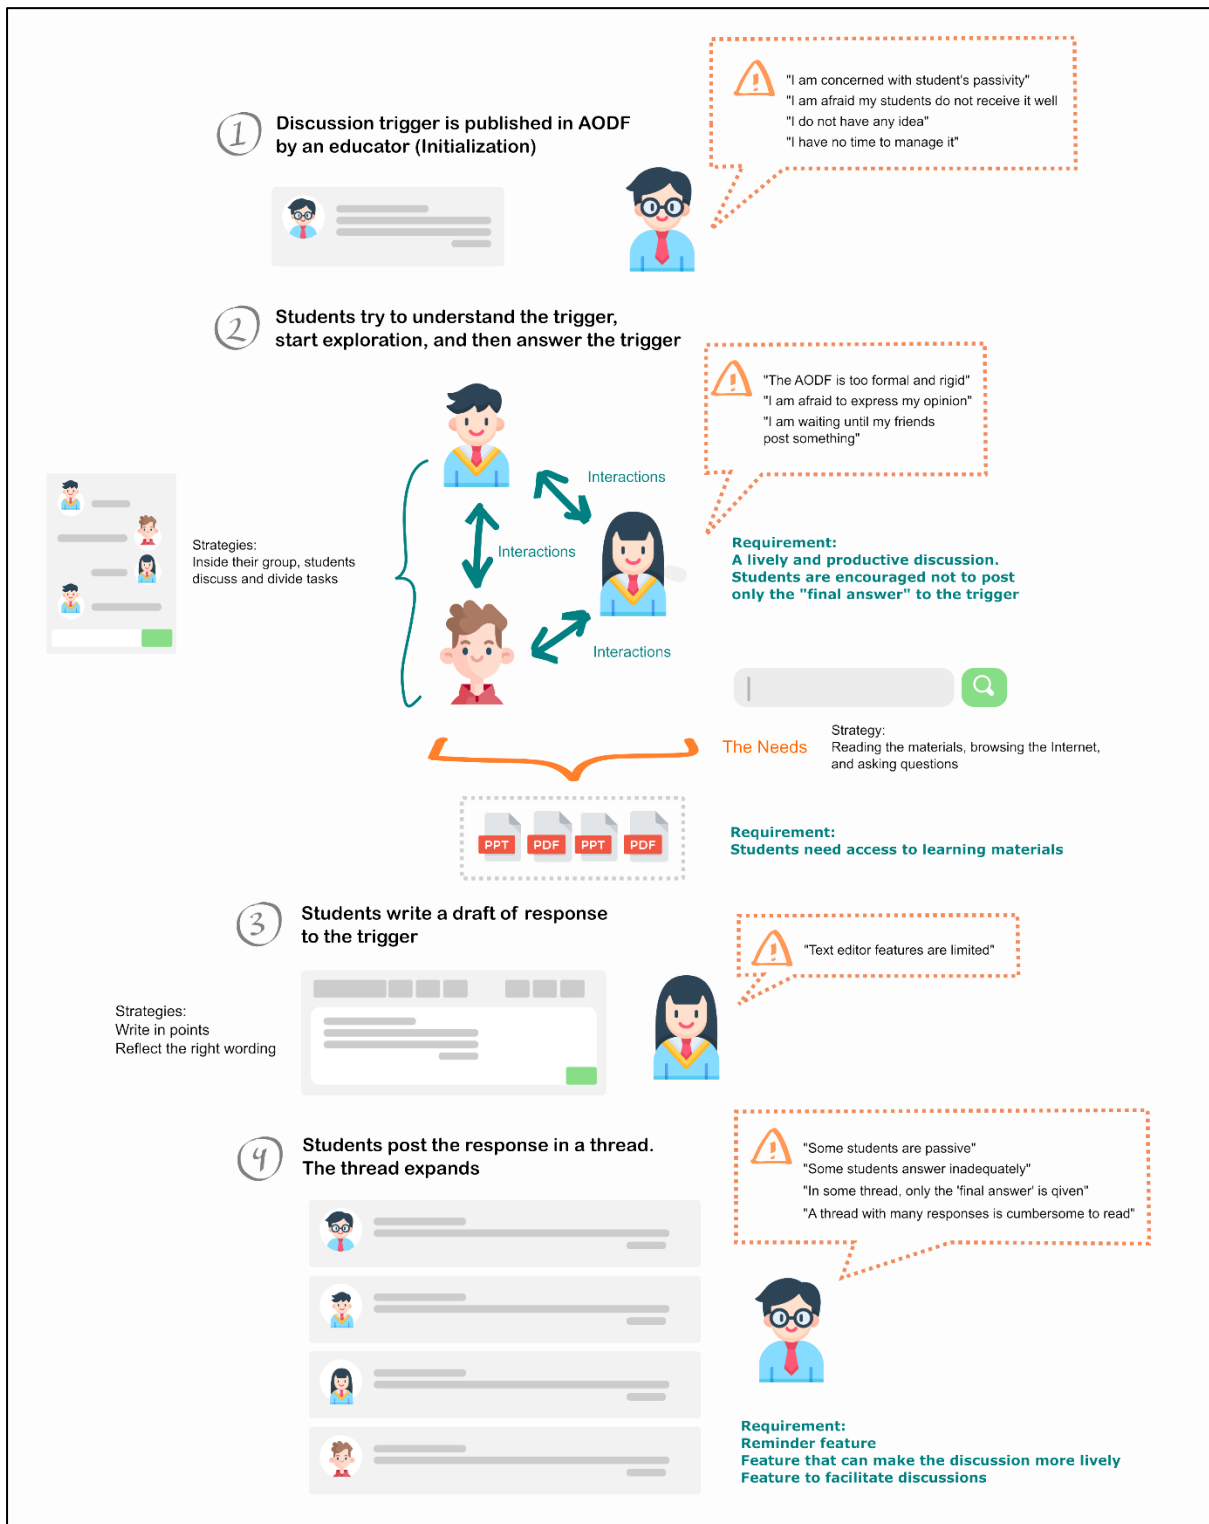 "I am concerned with student's passivity"
"I am afraid my students do not receive it well
"I do not have any idea"
"I have no time to manage it"
1
Discussion trigger is published in AODF
by an educator (Initialization)
2
Students try to understand the trigger,
start exploration, and then answer the trigger
"The AODF is too formal and rigid"
"I am afraid to express my opinion"
"I am waiting until my friends
post something"
Interactions
Interactions
Interactions
Strategies:
Inside their group, students
discuss and divide tasks
Requirement:
A lively and productive discussion.
Students are encouraged not to post
only the "final answer" to the trigger
The Needs
Strategy:
Reading the materials, browsing the Internet,
and asking questions
PPT PDF PPT PDF
Requirement:
Students need access to learning materials
3
Students write a draft of response
to the trigger
"Text editor features are limited"
Strategies:
Write in points
Reflect the right wording
4
Students post the response in a thread.
The thread expands
"Some students are passive"
"Some students answer inadequately"
"In some thread, only the 'final answer' is qiven"
"A thread with many responses is cumbersome to read"
Requirement:
Reminder feature
Feature that can make the discussion more lively
Feature to facilitate discussions